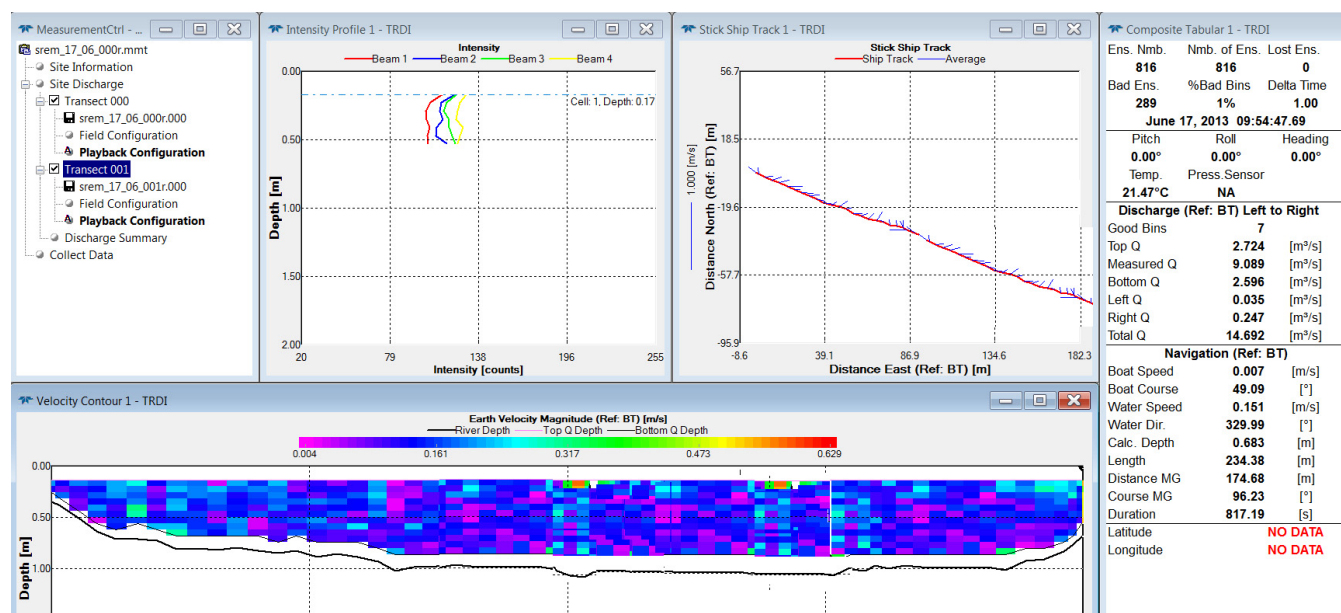 MeasurementCtrl - ...
srem_17_06_000r.mmt
Site Information
Site Discharge
Transect 000
srem_17_06_000r.000
Field Configuration
Playback Configuration
Transect 001
srem_17_06_001r.000
Field Configuration
Playback Configuration
Discharge Summary
Collect Data
Intensity Profile 1 - TRDI
Intensity
Beam 1 Beam 2 Beam 3 Beam 4
0.00
Cell: 1, Depth: 0.17
0.50
1.00
1.50
2.00
Depth [m]
20 79 138 196 255
Intensity [counts]
Stick Ship Track 1 - TRDI
Stick Ship Track
Ship Track Average
56.7
18.5
-19.6
-57.7
-95.9
1.000 [m/s]
Distance North (Ref: BT) [m]
-8.6 39.1 86.9 134.6 182.3
Distance East (Ref: BT) [m]
Composite Tabular 1 - TRDI
Ens. Nmb. Nmb. of Ens. Lost Ens.
816 816 0
Bad Ens. %Bad Bins Delta Time
289 1% 1.00
June 17, 2013 09:54:47.69
Pitch Roll Heading
0.00° 0.00° 0.00°
Temp. Press.Sensor
21.47°C NA
Discharge (Ref: BT) Left to Right
Good Bins 7
Top Q 2.724 [m³/s]
Measured Q 9.089 [m³/s]
Bottom Q 2.596 [m³/s]
Left Q 0.035 [m³/s]
Right Q 0.247 [m³/s]
Total Q 14.692 [m³/s]
Navigation (Ref: BT)
Boat Speed 0.007 [m/s]
Boat Course 49.09 [°]
Water Speed 0.151 [m/s]
Water Dir. 329.99 [°]
Calc. Depth 0.683 [m]
Length 234.38 [m]
Distance MG 174.68 [m]
Course MG 96.23 [°]
Duration 817.19 [s]
Latitude NO DATA
Longitude NO DATA
Velocity Contour 1 - TRDI
Earth Velocity Magnitude (Ref: BT) [m/s]
River Depth Top Q Depth Bottom Q Depth
0.004 0.161 0.317 0.473 0.629
0.00
0.50
1.00
Depth [m]